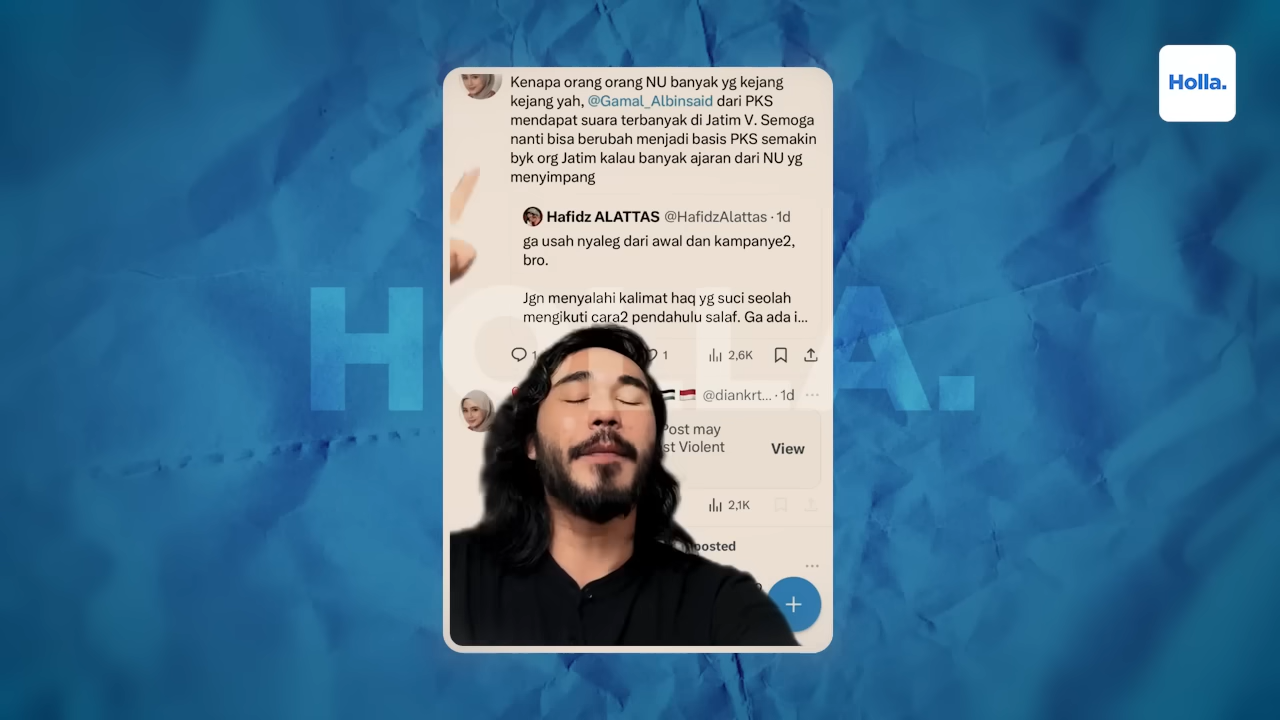 Holla.
Kenapa orang orang NU banyak yg kejang
kejang yah, @Gamal_Albinsaid dari PKS
mendapat suara terbanyak di Jatim V. Semoga
nanti bisa berubah menjadi basis PKS semakin
byk org Jatim kalau banyak ajaran dari NU yg
menyimpang
Hafidz ALATTAS @HafidzAlattas · 1d
ga usah nyaleg dari awal dan kampanye2,
bro.
Jgn menyalahi kalimat haq yg suci seolah
mengikuti cara2 pendahulu salaf. Ga ada i...
HOLLA.
1 1 2,6K
@diankrt... · 1d
Post may
Violent
View
2,1K